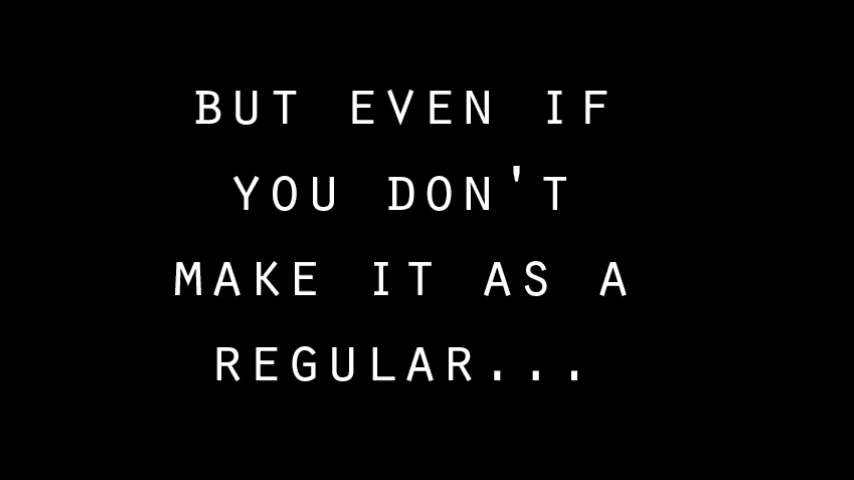 BUT EVEN IF
YOU DON'T
MAKE IT AS A
REGULAR...